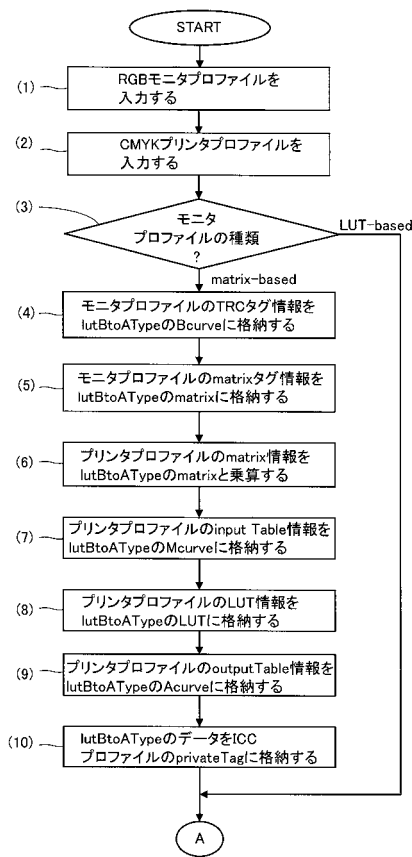 START
(1)
RGBモニタプロファイルを
入力する
(2)
CMYKプリンタプロファイルを
入力する
(3)
モニタ
プロファイルの種類
?
LUT-based
matrix-based
(4)
モニタプロファイルのTRCタグ情報を
lutBtoATypeのBcurveに格納する
(5)
モニタプロファイルのmatrixタグ情報を
lutBtoATypeのmatrixに格納する
(6)
プリンタプロファイルのmatrix情報を
lutBtoATypeのmatrixと乗算する
(7)
プリンタプロファイルのinput Table情報を
lutBtoATypeのMcurveに格納する
(8)
プリンタプロファイルのLUT情報を
lutBtoATypeのLUTに格納する
(9)
プリンタプロファイルのoutputTable情報を
lutBtoATypeのAcurveに格納する
(10)
lutBtoATypeのデータをICC
プロファイルのprivateTagに格納する
A